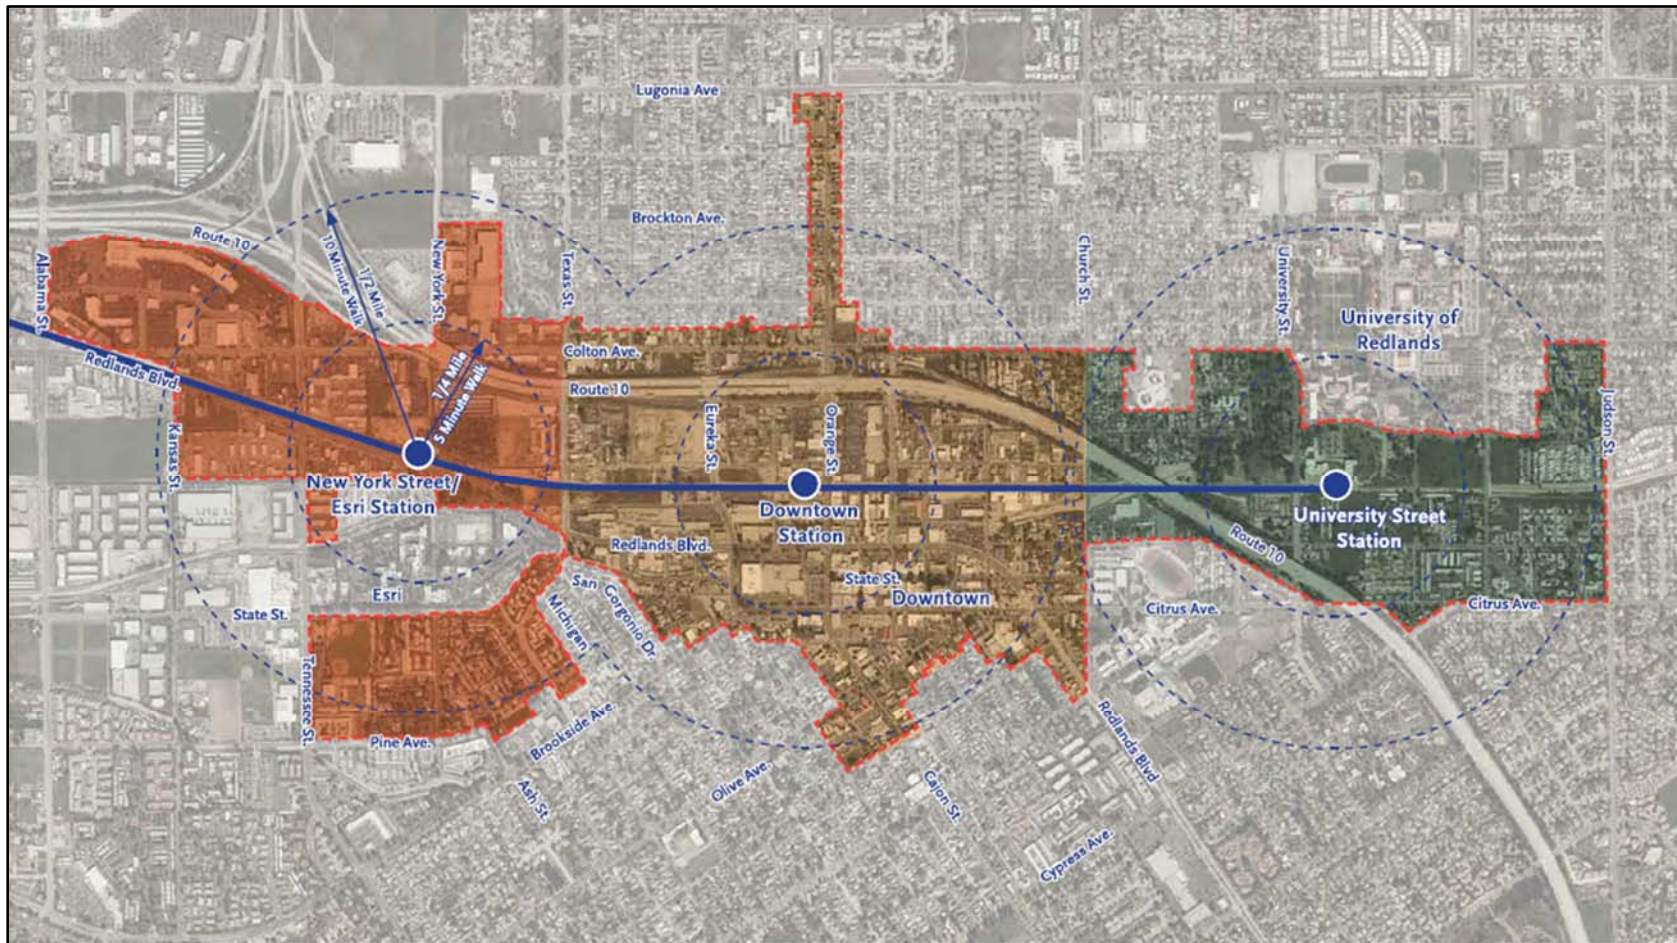 Lugonia Ave
Brockton Ave.
Route 10
10 Minute Walk
1/2 Mile
Alabama St.
New York St.
Texas St.
Church St.
University St.
University of
Redlands
Colton Ave.
1/4 Mile
5 Minute Walk
Redlands Blvd.
Route 10
Eureka St.
Orange St.
Judson St.
Kansas St.
New York Street/
Esri Station
Downtown
Station
University Street
Station
Route 10
Redlands Blvd.
State St.
Downtown
Esri
San Gorgonio Dr.
Michigan
State St.
Citrus Ave.
Citrus Ave.
Tennessee St.
Pine Ave.
Brookside Ave.
Ash St.
Olive Ave.
Cajon St.
Redlands Blvd
Cypress Ave.